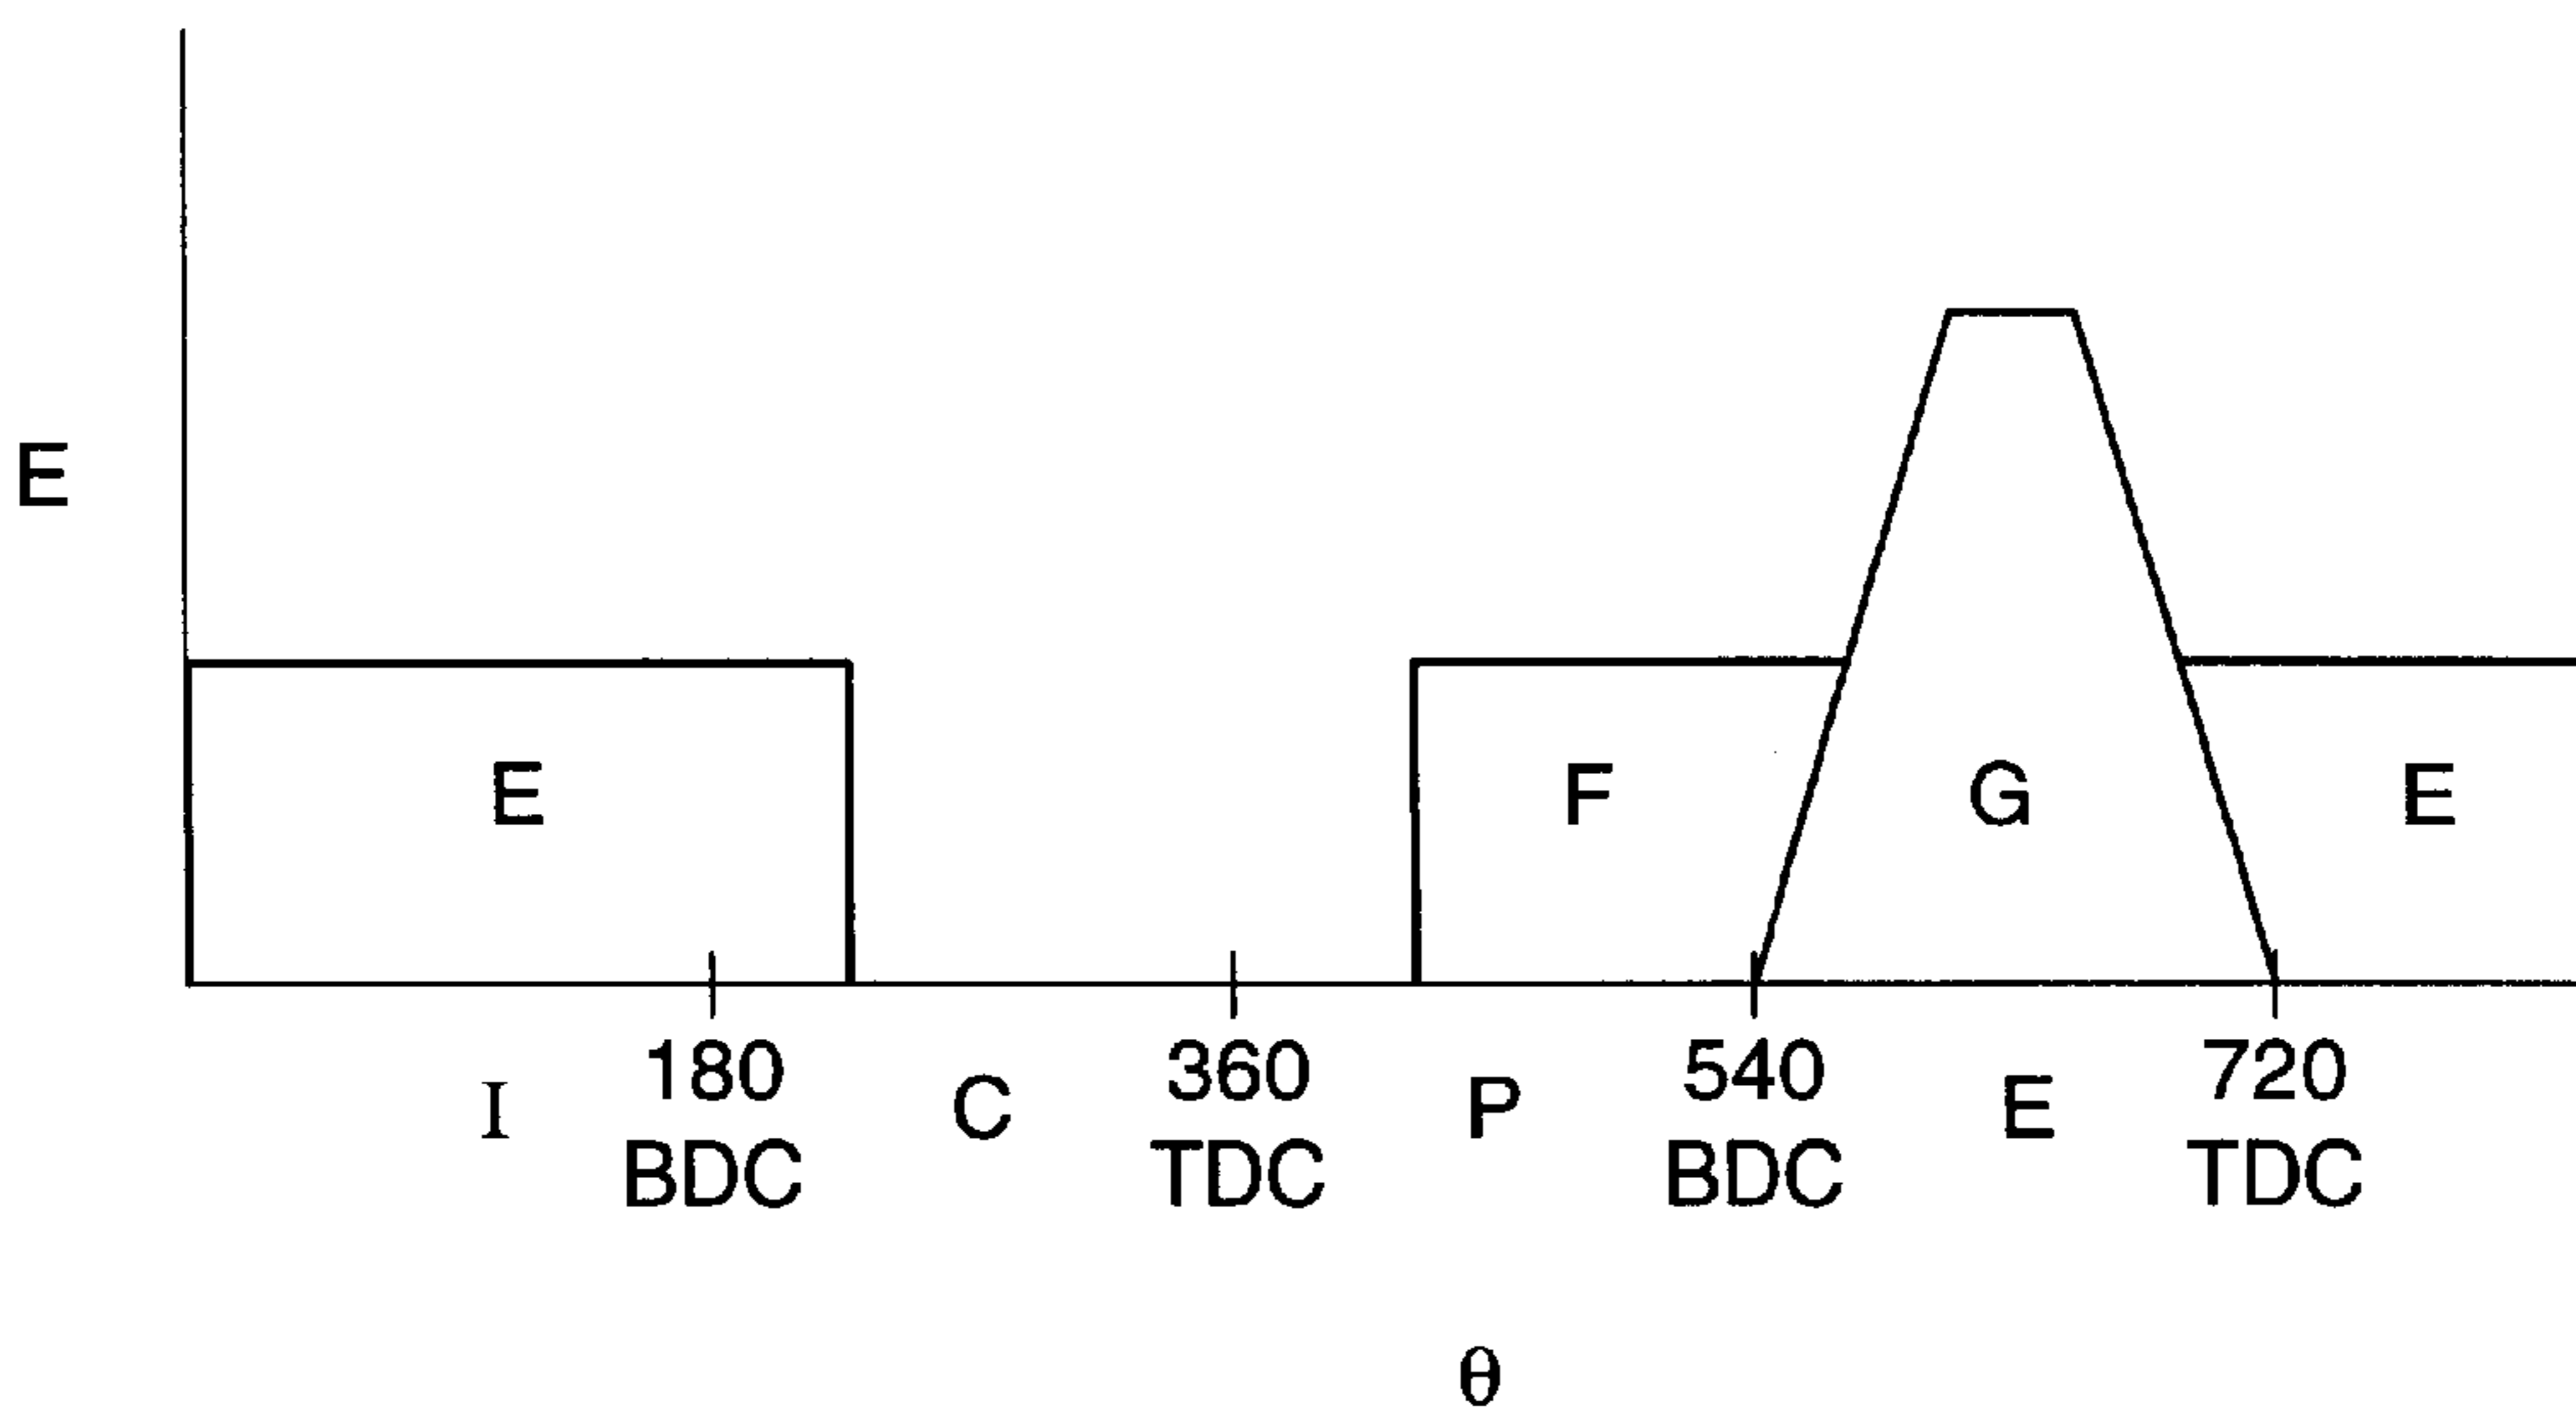 E
E F G E
180 360 540 720
I C P E
BDC TDC BDC TDC
θ